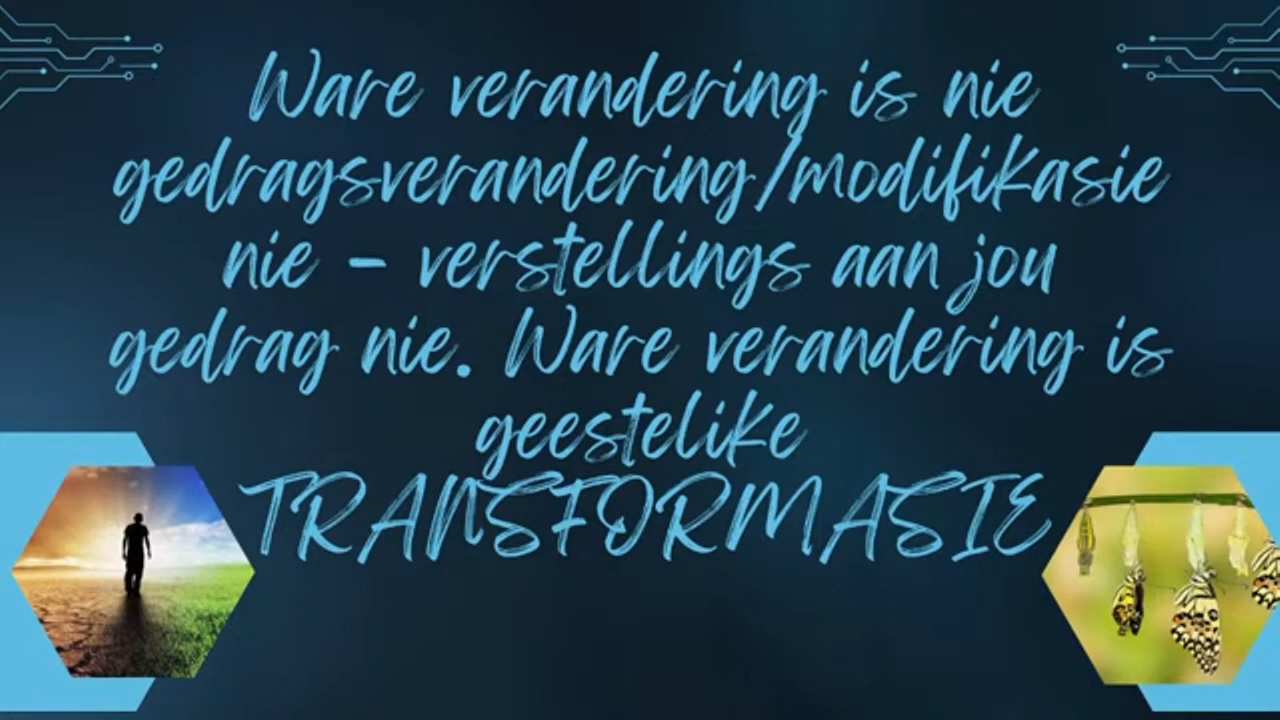 Ware verandering is nie
gedragsverandering/modifikasie
nie - verstellings aan jou
gedrag nie. Ware verandering is
geestelike
TRANSFORMASIE